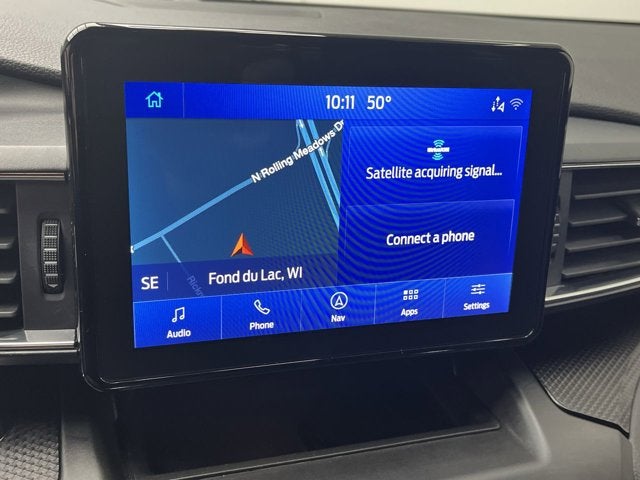 10:11 50°
N Rolling Meadows Dr
Satellite acquiring signal...
Connect a phone
SE Fond du Lac, WI
Audio Phone Nav Apps Settings